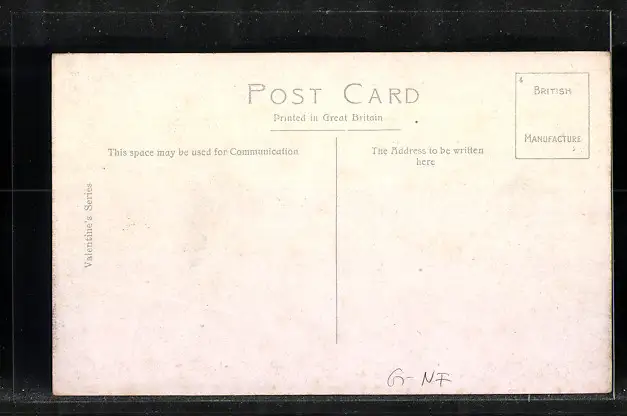 POST CARD
Printed in Great Britain
BRITISH
MANUFACTURE
This space may be used for Communication
The Address to be written
here
Valentine's Series
G- NF